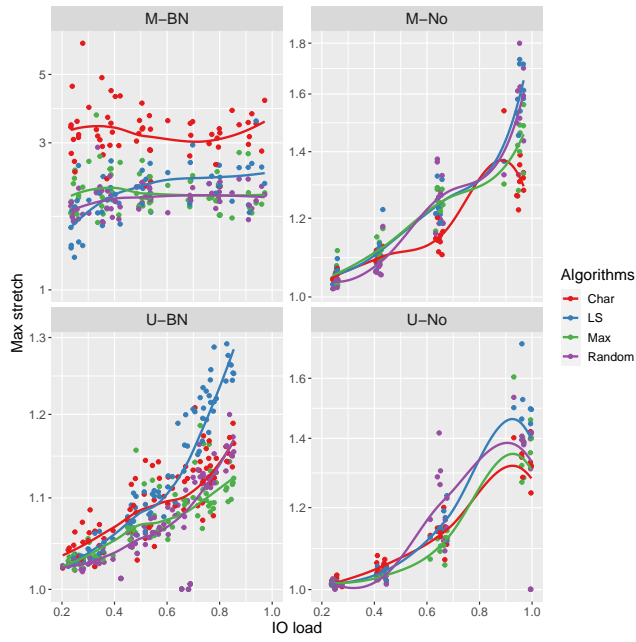 M−BN
M−No
5
3
1
1.8
1.6
1.4
1.2
1.0
Max stretch
Algorithms
Char
LS
Max
Random
U−BN
U−No
1.3
1.2
1.1
1.0
1.6
1.4
1.2
1.0
0.2 0.4 0.6 0.8 1.0
0.2 0.4 0.6 0.8 1.0
IO load